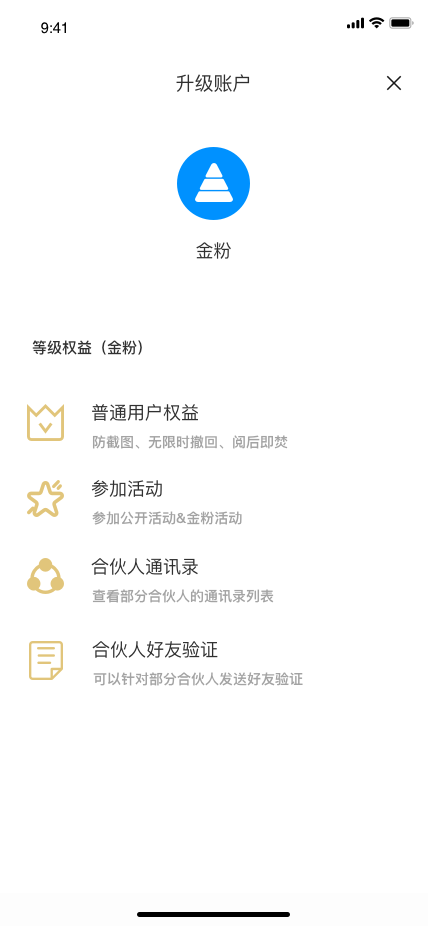 9:41
升级账户
金粉
等级权益（金粉）
普通用户权益
防截图、无限时撤回、阅后即焚
参加活动
参加公开活动&金粉活动
合伙人通讯录
查看部分合伙人的通讯录列表
合伙人好友验证
可以针对部分合伙人发送好友验证